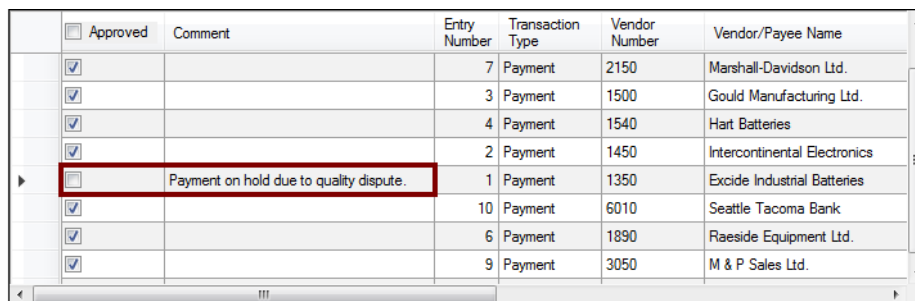 Approved Comment Entry Number Transaction Type Vendor Number Vendor/Payee Name
7 Payment 2150 Marshall-Davidson Ltd.
3 Payment 1500 Gould Manufacturing Ltd.
4 Payment 1540 Hart Batteries
2 Payment 1450 Intercontinental Electronics
Payment on hold due to quality dispute. 1 Payment 1350 Excide Industrial Batteries
10 Payment 6010 Seattle Tacoma Bank
6 Payment 1890 Raeside Equipment Ltd.
9 Payment 3050 M & P Sales Ltd.